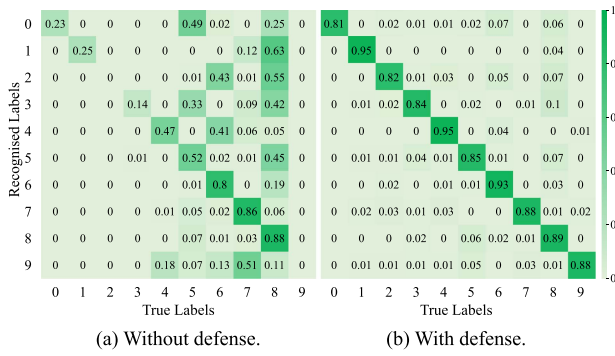 Recognised Labels
0 0.23 0 0 0 0 0.49 0.02 0 0.25 0
1 0 0.25 0 0 0 0 0 0.12 0.63 0
2 0 0 0 0 0 0.01 0.43 0.01 0.55 0
3 0 0 0 0.14 0 0.33 0 0.09 0.42 0
4 0 0 0 0 0.47 0 0.41 0.06 0.05 0
5 0 0 0 0.01 0 0.52 0.02 0.01 0.45 0
6 0 0 0 0 0 0.01 0.8 0 0.19 0
7 0 0 0 0 0.01 0.05 0.02 0.86 0.06 0
8 0 0 0 0 0 0.07 0.01 0.03 0.88 0
9 0 0 0 0 0.18 0.07 0.13 0.51 0.11 0
0 1 2 3 4 5 6 7 8 9
True Labels
(a) Without defense.
0.81 0 0.02 0.01 0.01 0.02 0.07 0 0.06 0
0 0.95 0 0 0 0 0 0 0.04 0
0 0 0.82 0.01 0.03 0 0.05 0 0.07 0
0 0.01 0.02 0.84 0 0.02 0 0.01 0.1 0
0 0 0 0 0.95 0 0.04 0 0 0.01
0 0.01 0.01 0.04 0.01 0.85 0.01 0 0.07 0
0 0 0.02 0 0.01 0.01 0.93 0 0.03 0
0 0.02 0.03 0.01 0.03 0 0 0.88 0.01 0.02
0 0 0.02 0 0 0.06 0.02 0.01 0.89 0
0 0.01 0.01 0.01 0.01 0.05 0 0.03 0.01 0.88
0 1 2 3 4 5 6 7 8 9
True Labels
(b) With defense.